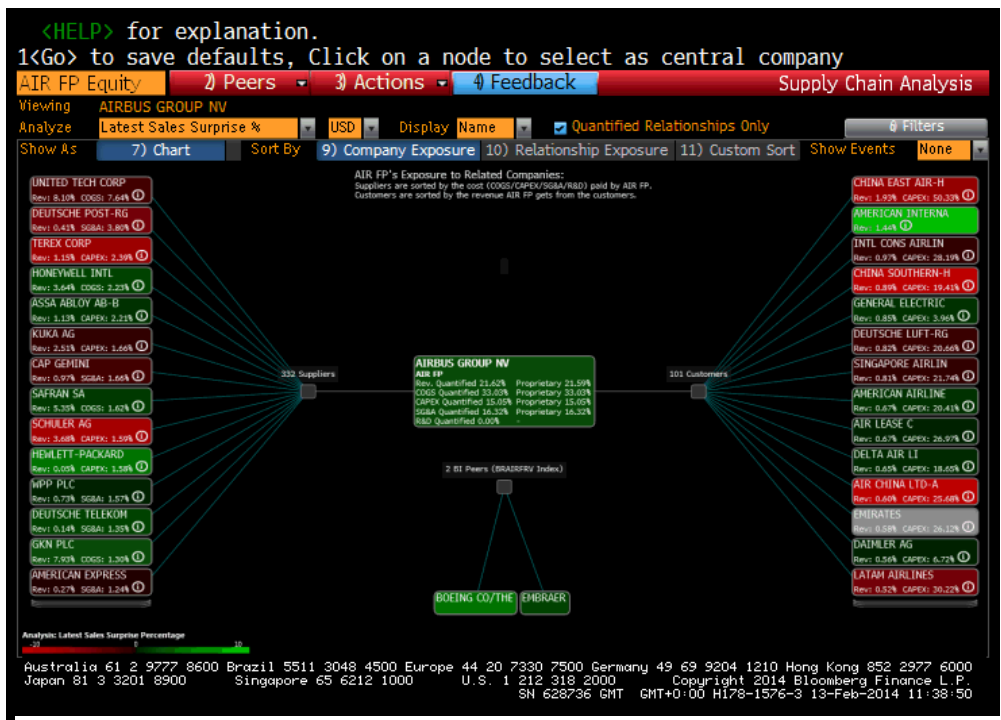 <HELP> for explanation.
1<Go> to save defaults, Click on a node to select as central company
AIR FP Equity 2) Peers 3) Actions 4) Feedback Supply Chain Analysis
Viewing AIRBUS GROUP NV
Analyze Latest Sales Surprise % USD Display Name Quantified Relationships Only 6) Filters
Show As 7) Chart Sort By 9) Company Exposure 10) Relationship Exposure 11) Custom Sort Show Events None
AIR FP's Exposure to Related Companies:
Suppliers are sorted by the cost (COGS/CAPEX/SG&A/R&D) paid by AIR FP.
Customers are sorted by the revenue AIR FP gets from the customers.
UNITED TECH CORP
Rev: 8.10% COGS: 7.64%
DEUTSCHE POST-RG
Rev: 0.41% SG&A: 3.80%
TEREX CORP
Rev: 1.15% CAPEX: 2.39%
HONEYWELL INTL
Rev: 3.64% COGS: 2.23%
ASSA ABLOY AB-B
Rev: 1.13% CAPEX: 2.21%
KUKA AG
Rev: 2.51% CAPEX: 1.66%
CAP GEMINI
Rev: 0.97% SG&A: 1.66%
SAFRAN SA
Rev: 5.35% COGS: 1.62%
SCHULER AG
Rev: 3.68% CAPEX: 1.59%
HEWLETT-PACKARD
Rev: 0.05% CAPEX: 1.58%
WPP PLC
Rev: 0.73% SG&A: 1.57%
DEUTSCHE TELEKOM
Rev: 0.14% SG&A: 1.35%
GKN PLC
Rev: 7.93% COGS: 1.30%
AMERICAN EXPRESS
Rev: 0.27% SG&A: 1.24%
332 Suppliers
AIRBUS GROUP NV
AIR FP
Rev. Quantified 21.62% Proprietary 21.59%
COGS Quantified 33.03% Proprietary 33.03%
CAPEX Quantified 15.05% Proprietary 15.05%
SG&A Quantified 16.32% Proprietary 16.32%
R&D Quantified 0.00% -
101 Customers
2 BI Peers (BRAIRFRV Index)
BOEING CO/THE EMBRAER
CHINA EAST AIR-H
Rev: 1.93% CAPEX: 50.33%
AMERICAN INTERNA
Rev: 1.44%
INTL CONS AIRLIN
Rev: 0.97% CAPEX: 28.19%
CHINA SOUTHERN-H
Rev: 0.89% CAPEX: 19.41%
GENERAL ELECTRIC
Rev: 0.85% CAPEX: 3.96%
DEUTSCHE LUFT-RG
Rev: 0.82% CAPEX: 20.66%
SINGAPORE AIRLIN
Rev: 0.81% CAPEX: 21.74%
AMERICAN AIRLINE
Rev: 0.67% CAPEX: 20.41%
AIR LEASE C
Rev: 0.67% CAPEX: 26.97%
DELTA AIR LI
Rev: 0.65% CAPEX: 18.65%
AIR CHINA LTD-A
Rev: 0.60% CAPEX: 25.68%
EMIRATES
Rev: 0.58% CAPEX: 26.12%
DAIMLER AG
Rev: 0.56% CAPEX: 6.72%
LATAM AIRLINES
Rev: 0.52% CAPEX: 30.22%
Analysis: Latest Sales Surprise Percentage
-10 0 10
Australia 61 2 9777 8600 Brazil 5511 3048 4500 Europe 44 20 7330 7500 Germany 49 69 9204 1210 Hong Kong 852 2977 6000
Japan 81 3 3201 8900 Singapore 65 6212 1000 U.S. 1 212 318 2000 Copyright 2014 Bloomberg Finance L.P.
SN 628736 GMT GMT+0:00 H178-1576-3 13-Feb-2014 11:38:50